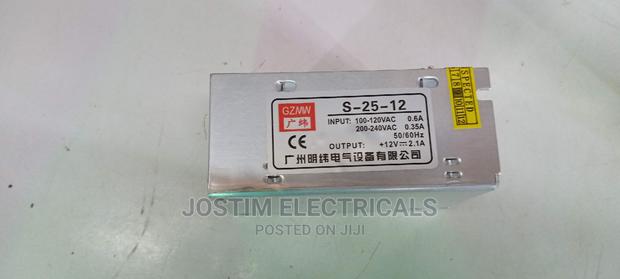 GZMW
广纬
S-25-12
INPUT: 100-120VAC 0.6A
200-240VAC 0.35A
50/60Hz
CE OUTPUT: +12V⎓2.1A
广州明纬电气设备有限公司
SPECTED
JOSTIM ELECTRICALS
POSTED ON JIJI